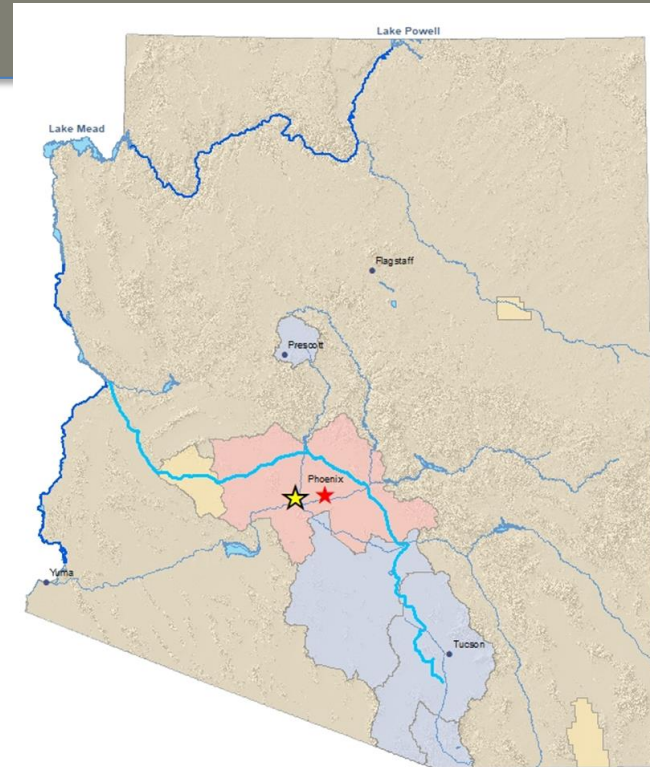 Lake Powell
Lake Mead
Flagstaff
Prescott
Phoenix
Yuma
Tucson